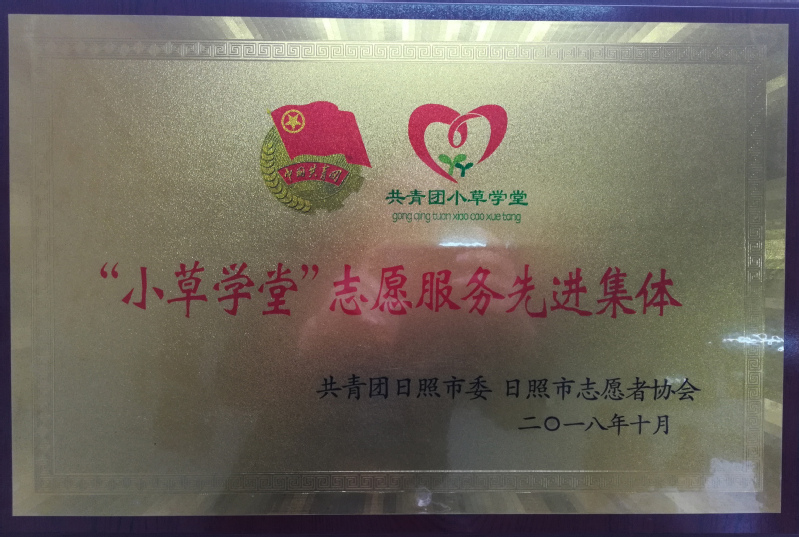 中国共青团
共青团小草学堂
gong qing tuan xiao cao xue tang
“小草学堂”志愿服务先进集体
共青团日照市委 日照市志愿者协会
二〇一八年十月